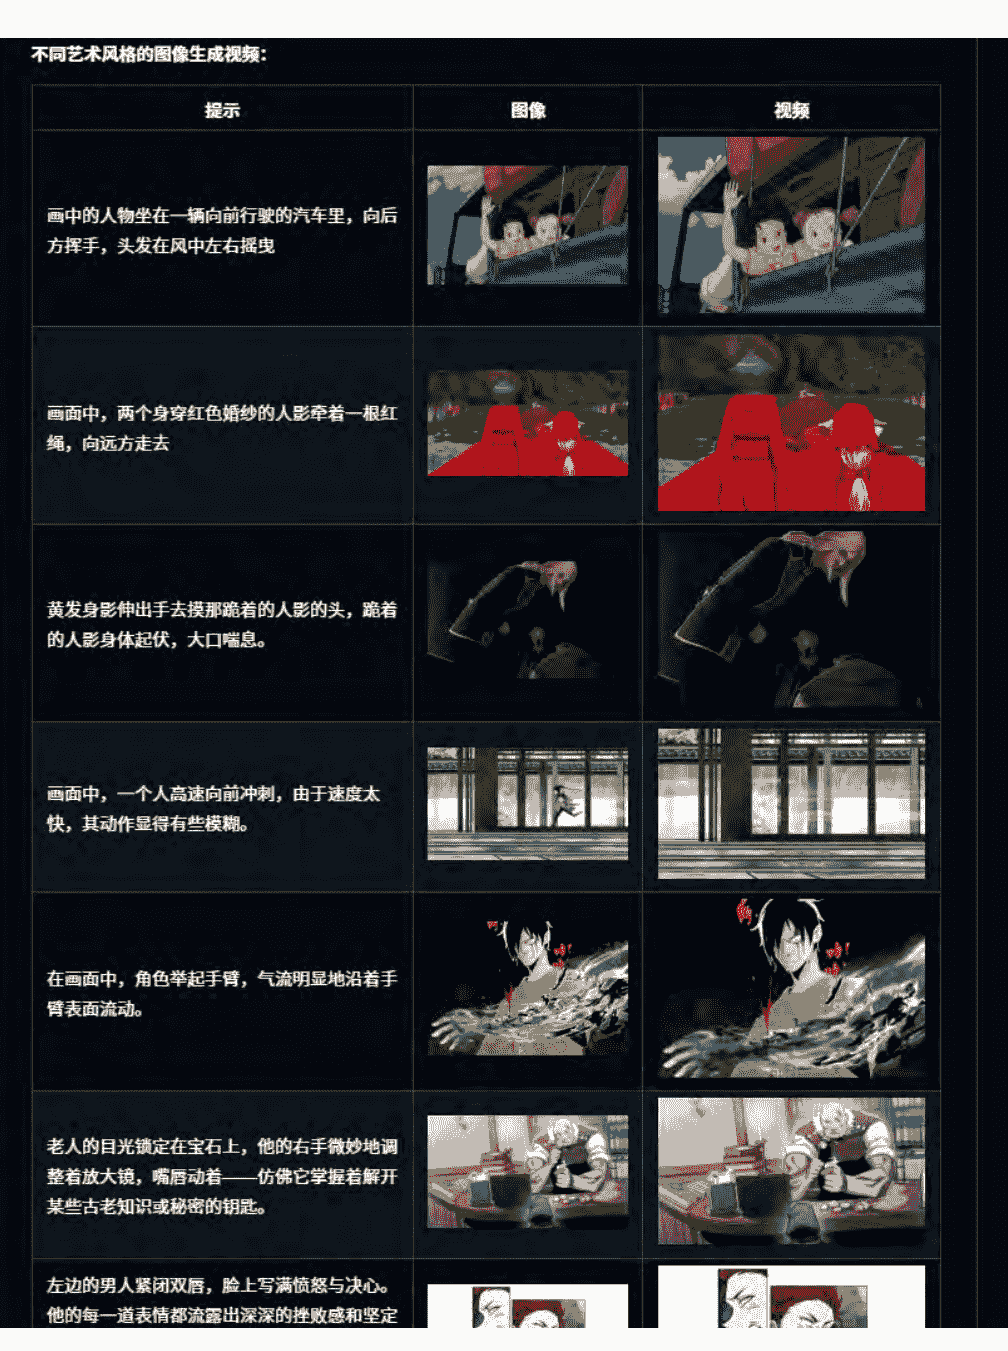 不同艺术风格的图像生成视频：
提示 图像 视频
画中的人物坐在一辆向前行驶的汽车里，向后
方挥手，头发在风中左右摇曳
画面中，两个身穿红色婚纱的人影牵着一根红
绳，向远方走去
黄发身影伸出手去摸那跪着的人影的头，跪着
的人影身体起伏，大口喘息。
画面中，一个人高速向前冲刺，由于速度太
快，其动作显得有些模糊。
在画面中，角色举起手臂，气流明显地沿着手
臂表面流动。
老人的目光锁定在宝石上，他的右手微妙地调
整着放大镜，嘴唇动着——仿佛它掌握着解开
某些古老知识或秘密的钥匙。
左边的男人紧闭双唇，脸上写满愤怒与决心。
他的每一道表情都流露出深深的挫败感和坚定